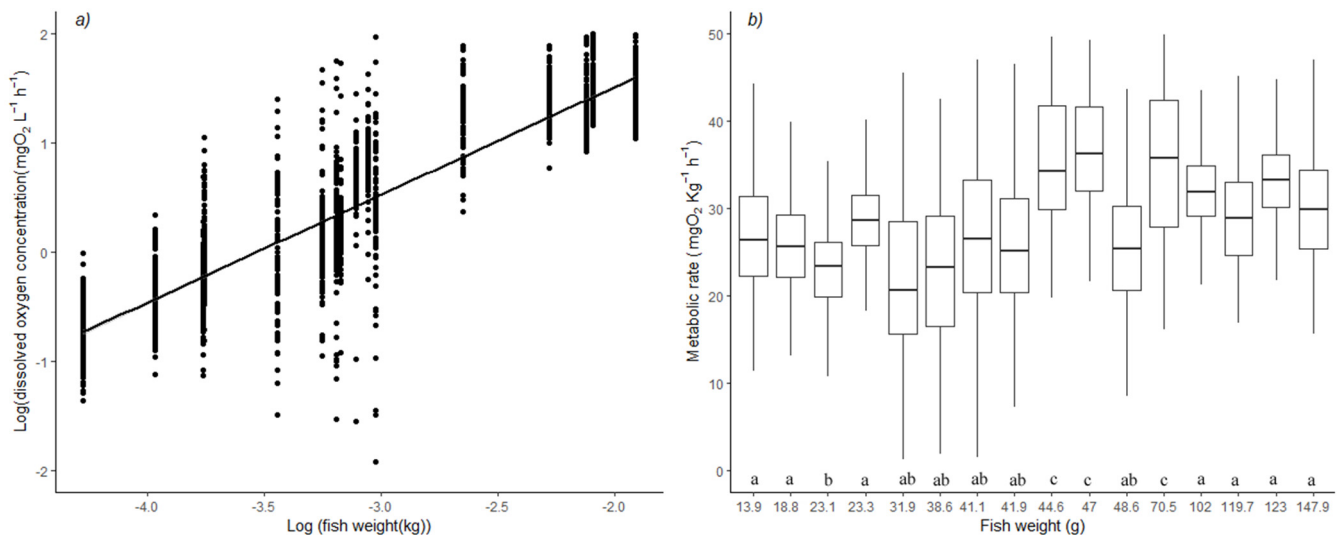 a)
Log(dissolved oxygen concentration(mgO₂ L⁻¹ h⁻¹)
2
1
0
-1
-2
-4.0 -3.5 -3.0 -2.5 -2.0
Log (fish weight(kg))
b)
Metabolic rate (mgO₂ Kg⁻¹ h⁻¹)
50
40
30
20
10
0
a a b a ab ab ab ab c c ab c a a a a
13.9 18.8 23.1 23.3 31.9 38.6 41.1 41.9 44.6 47 48.6 70.5 102 119.7 123 147.9
Fish weight (g)